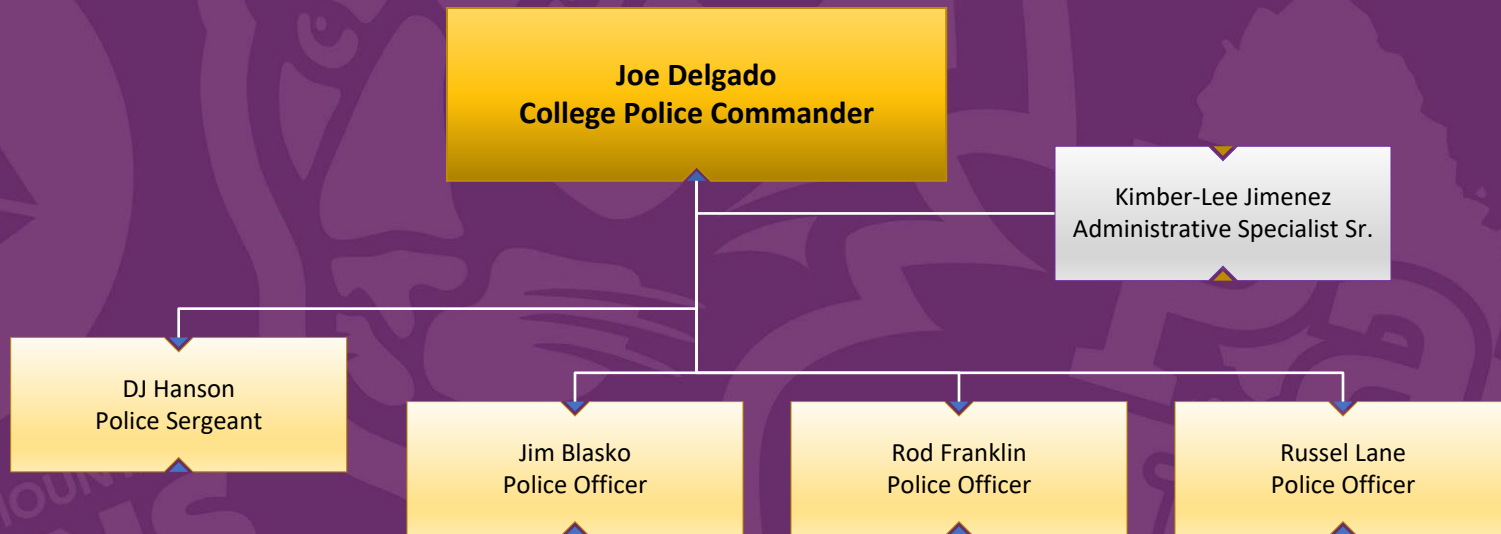 Joe Delgado
College Police Commander
Kimber-Lee Jimenez
Administrative Specialist Sr.
DJ Hanson
Police Sergeant
Jim Blasko
Police Officer
Rod Franklin
Police Officer
Russel Lane
Police Officer